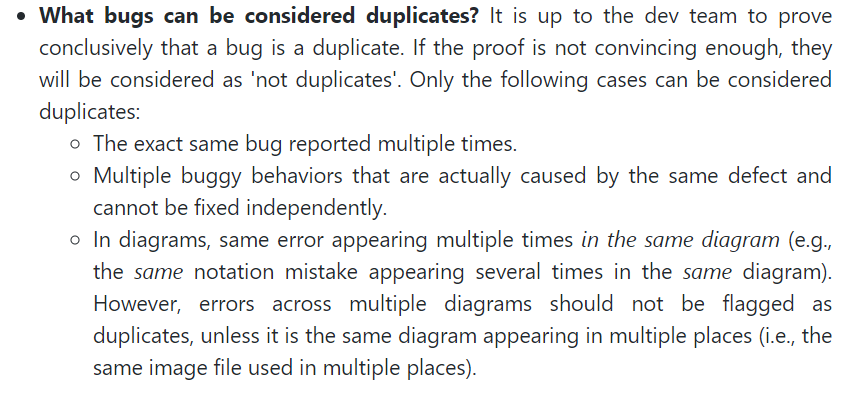 • What bugs can be considered duplicates? It is up to the dev team to prove
conclusively that a bug is a duplicate. If the proof is not convincing enough, they
will be considered as 'not duplicates'. Only the following cases can be considered
duplicates:
◦ The exact same bug reported multiple times.
◦ Multiple buggy behaviors that are actually caused by the same defect and
cannot be fixed independently.
◦ In diagrams, same error appearing multiple times in the same diagram (e.g.,
the same notation mistake appearing several times in the same diagram).
However, errors across multiple diagrams should not be flagged as
duplicates, unless it is the same diagram appearing in multiple places (i.e., the
same image file used in multiple places).